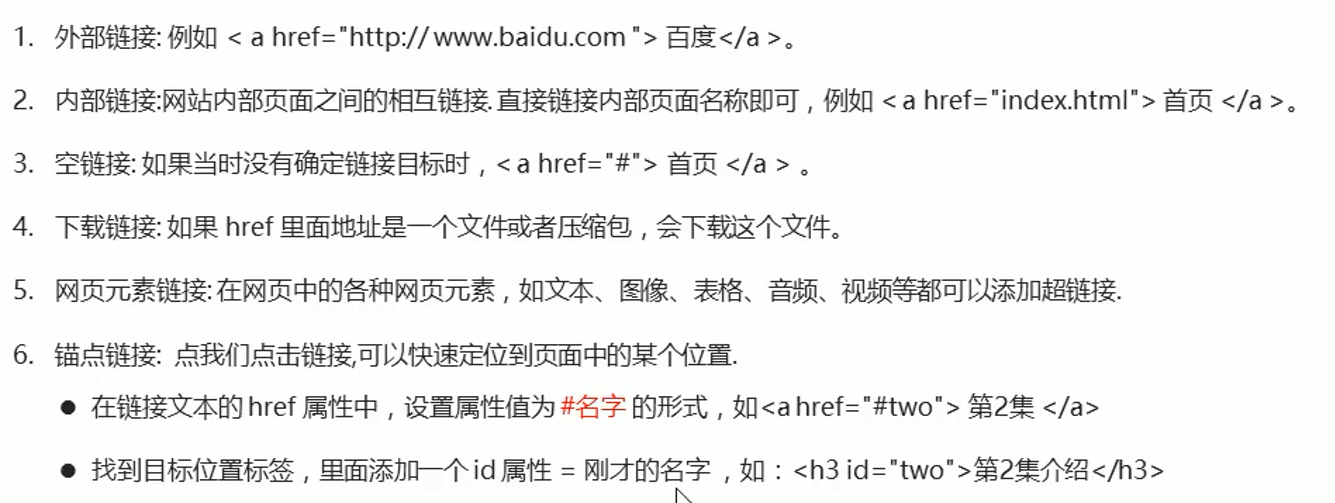 1. 外部链接: 例如 < a href="http:// www.baidu.com "> 百度</a >。
2. 内部链接:网站内部页面之间的相互链接. 直接链接内部页面名称即可，例如 < a href="index.html"> 首页 </a >。
3. 空链接: 如果当时没有确定链接目标时，< a href="#"> 首页 </a > 。
4. 下载链接: 如果 href 里面地址是一个文件或者压缩包，会下载这个文件。
5. 网页元素链接: 在网页中的各种网页元素，如文本、图像、表格、音频、视频等都可以添加超链接.
6. 锚点链接: 点我们点击链接,可以快速定位到页面中的某个位置.
● 在链接文本的 href 属性中，设置属性值为 #名字 的形式，如<a href="#two"> 第2集 </a>
● 找到目标位置标签，里面添加一个 id 属性 = 刚才的名字 ，如：<h3 id="two">第2集介绍</h3>